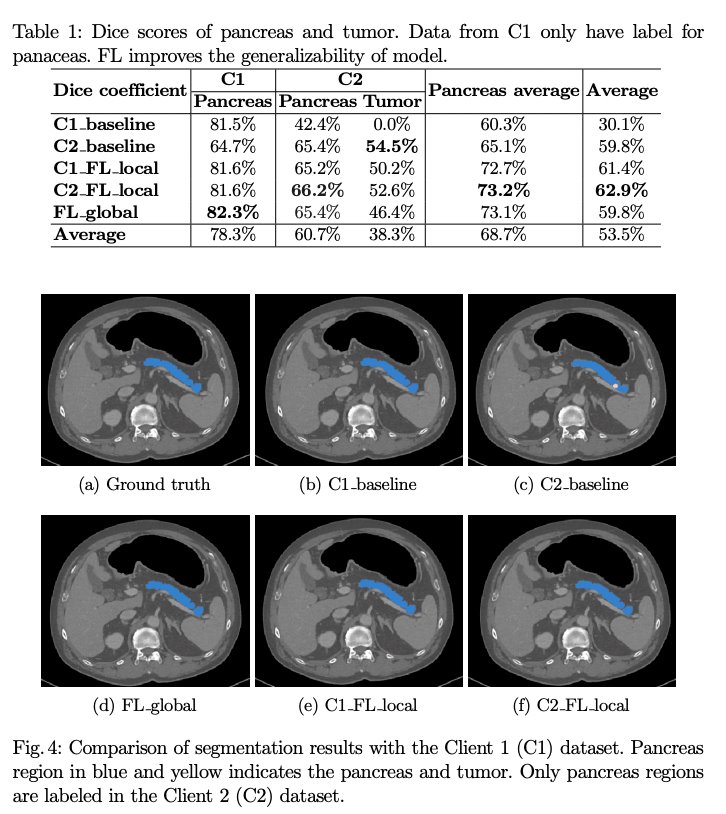 Table 1: Dice scores of pancreas and tumor. Data from C1 only have label for
panaceas. FL improves the generalizability of model.
Dice coefficient C1 C2 Pancreas average Average
Pancreas Pancreas Tumor
C1_baseline 81.5% 42.4% 0.0% 60.3% 30.1%
C2_baseline 64.7% 65.4% 54.5% 65.1% 59.8%
C1_FL_local 81.6% 65.2% 50.2% 72.7% 61.4%
C2_FL_local 81.6% 66.2% 52.6% 73.2% 62.9%
FL_global 82.3% 65.4% 46.4% 73.1% 59.8%
Average 78.3% 60.7% 38.3% 68.7% 53.5%
(a) Ground truth
(b) C1_baseline
(c) C2_baseline
(d) FL_global
(e) C1_FL_local
(f) C2_FL_local
Fig. 4: Comparison of segmentation results with the Client 1 (C1) dataset. Pancreas
region in blue and yellow indicates the pancreas and tumor. Only pancreas regions
are labeled in the Client 2 (C2) dataset.